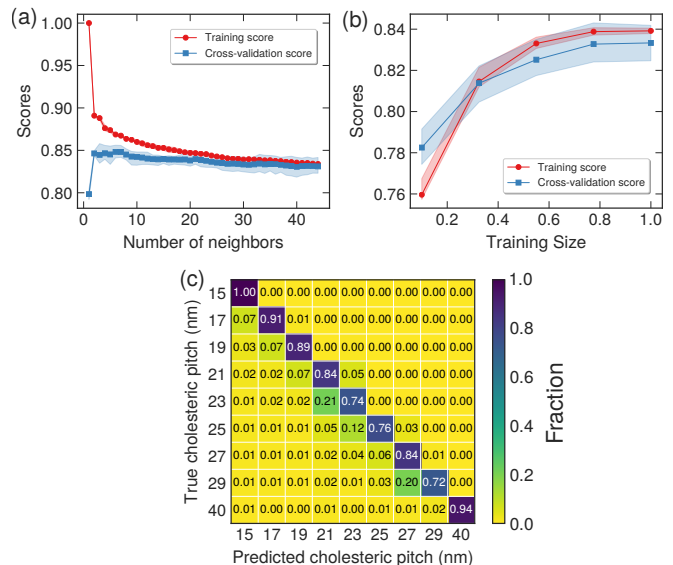 (a)
1.00
0.95
0.90
0.85
0.80
Scores
Training score
Cross-validation score
0 10 20 30 40
Number of neighbors
(b)
0.84
0.82
0.80
0.78
0.76
Scores
Training score
Cross-validation score
0.2 0.4 0.6 0.8 1.0
Training Size
(c)
True cholesteric pitch (nm)
15 1.00 0.00 0.00 0.00 0.00 0.00 0.00 0.00 0.00
17 0.07 0.91 0.01 0.00 0.00 0.00 0.00 0.00 0.00
19 0.03 0.07 0.89 0.00 0.00 0.00 0.00 0.00 0.00
21 0.02 0.02 0.07 0.84 0.05 0.00 0.00 0.00 0.00
23 0.01 0.02 0.02 0.21 0.74 0.00 0.00 0.00 0.00
25 0.01 0.01 0.01 0.05 0.12 0.76 0.03 0.00 0.00
27 0.01 0.01 0.01 0.02 0.04 0.06 0.84 0.01 0.00
29 0.01 0.01 0.01 0.02 0.01 0.03 0.20 0.72 0.00
40 0.01 0.00 0.00 0.01 0.00 0.01 0.01 0.02 0.94
15 17 19 21 23 25 27 29 40
Predicted cholesteric pitch (nm)
1.0
0.8
0.6
0.4
0.2
0.0
Fraction